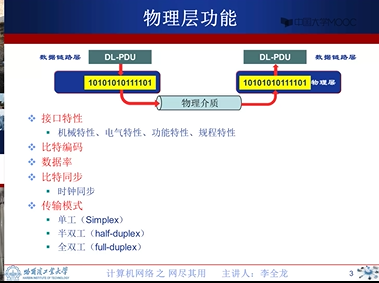 物理层功能
中国大学MOOC
数据链路层 DL-PDU DL-PDU 数据链路层
10101010111101 10101010111101 物理层
物理介质
接口特性
机械特性、电气特性、功能特性、规程特性
比特编码
数据率
比特同步
时钟同步
传输模式
单工（Simplex）
半双工（half-duplex）
全双工（full-duplex）
哈尔滨工业大学 计算机网络 之 网尽其用 主讲人：李全龙 3